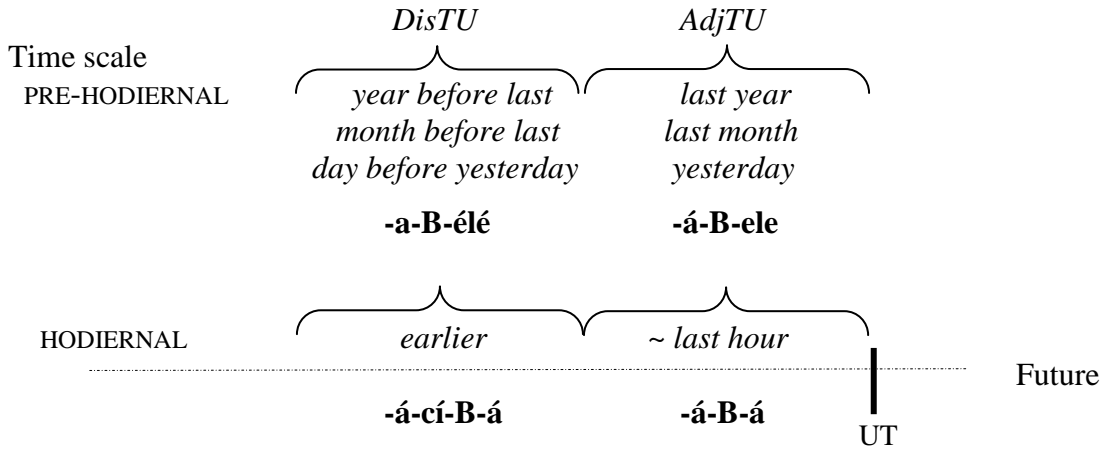 DisTU AdjTU
Time scale
PRE-HODIERNAL year before last last year
month before last last month
day before yesterday yesterday
-a-B-élé -á-B-ele
HODIERNAL earlier ~ last hour
Future
-á-cí-B-á -á-B-á
UT